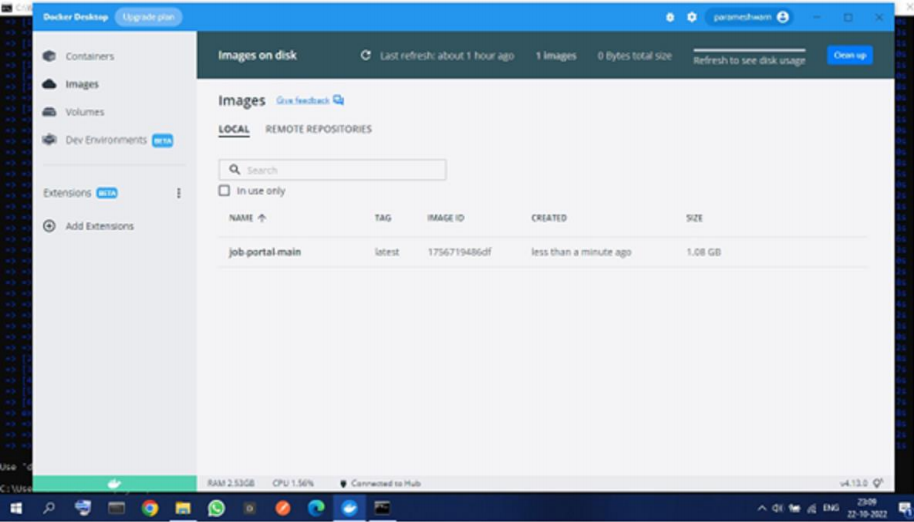 Docker Desktop Upgrade plan parameshwam
Containers
Images
Volumes
Dev Environments BETA
Extensions BETA
Add Extensions
Images on disk Last refresh: about 1 hour ago 1 images 0 Bytes total size Refresh to see disk usage Clean up
Images Give feedback
LOCAL REMOTE REPOSITORIES
Search
In use only
NAME TAG IMAGE ID CREATED SIZE
job-portal-main latest 1756719486df less than a minute ago 1.08 GB
RAM 2.53GB CPU 1.56% Connected to Hub v4.13.0
Use 'd
C:\Use
ENG 23:09
22-10-2022